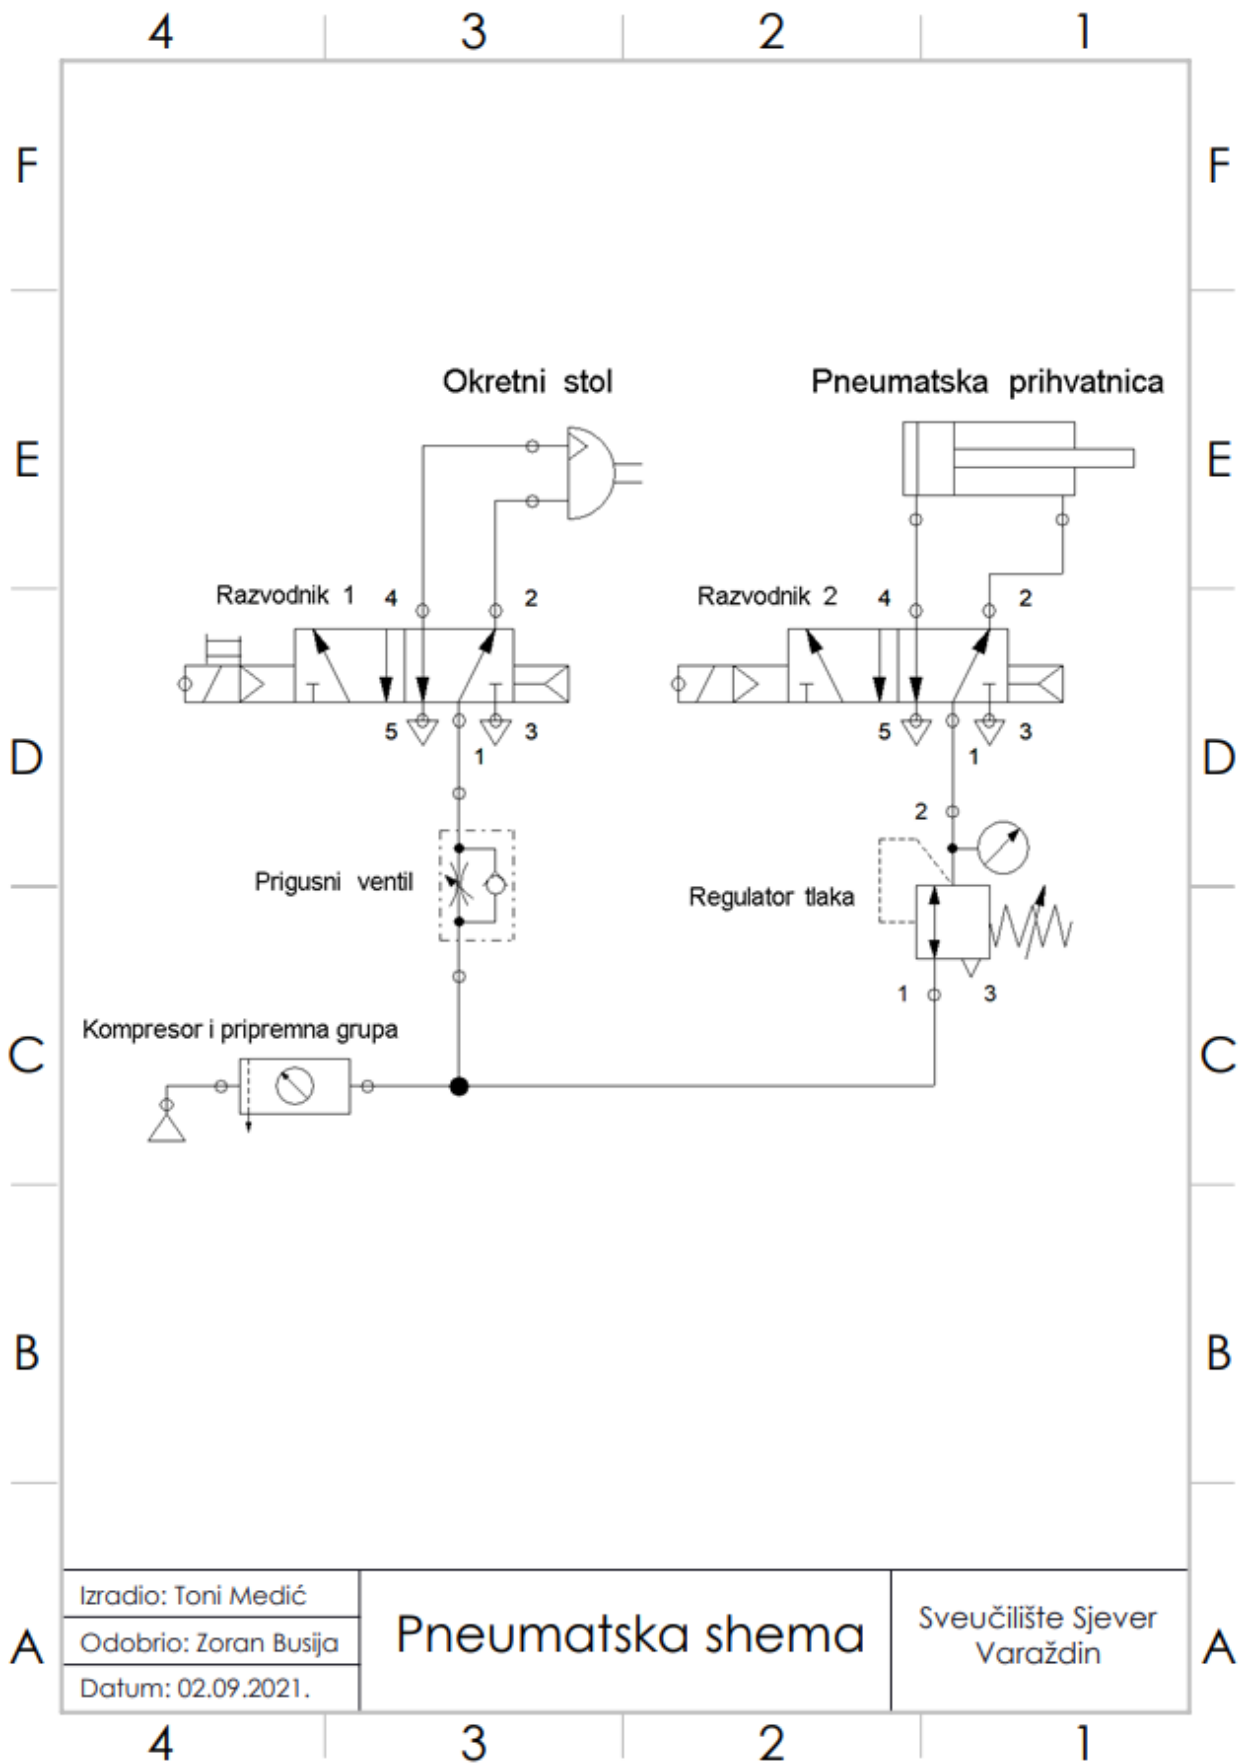 4 3 2 1
F F
Okretni stol Pneumatska prihvatnica
E E
Razvodnik 1 4 2 Razvodnik 2 4 2
5 3 5 3
1 1
D D
2
Prigusni ventil Regulator tlaka
1 3
Kompresor i pripremna grupa
C C
B B
Izradio: Toni Medić
Odobrio: Zoran Busija
Datum: 02.09.2021.
Pneumatska shema
Sveučilište Sjever
Varaždin
A A
4 3 2 1